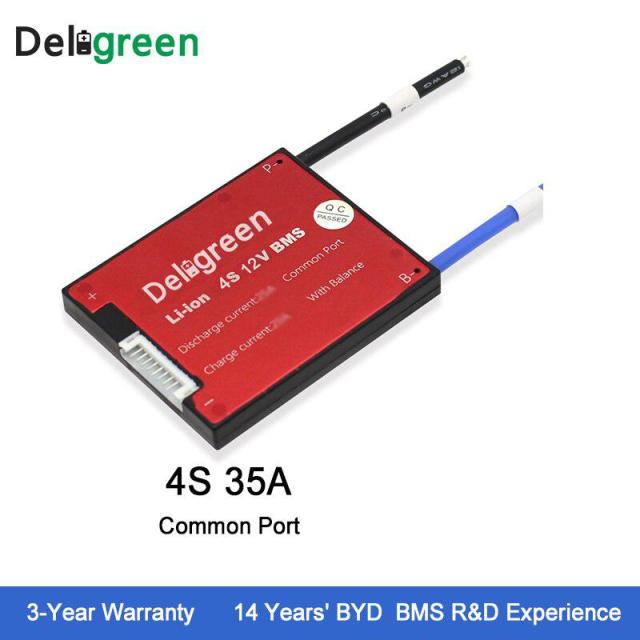 Deligreen
12AWG
P-
QC
PASSED
Deligreen
Li-ion 4S 12V BMS
Discharge current: Common Port
Charge current: With Balance
B-
+
-
4S 35A
Common Port
3-Year Warranty 14 Years' BYD BMS R&D Experience